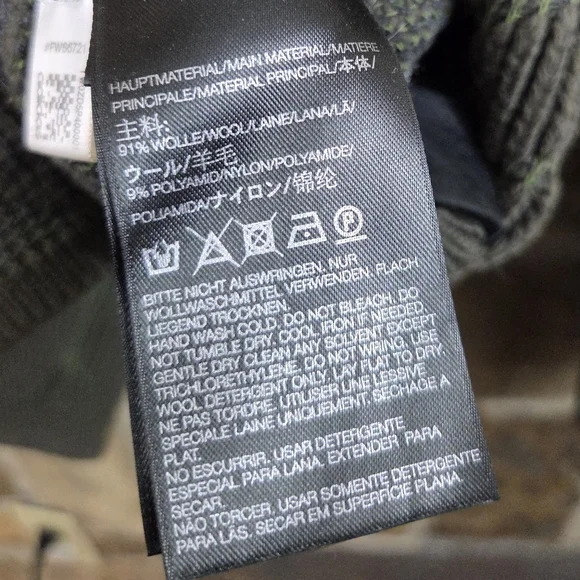 #FW6672
HAUPTMATERIAL/MAIN MATERIAL/MATIERE
PRINCIPALE/MATERIAL PRINCIPAL/本体/
主料:
91% WOLLE/WOOL/LAINE/LANA/LÃ/
ウール/羊毛
9% POLYAMID/NYLON/POLYAMIDE/
POLIAMIDA/ナイロン/锦纶
BITTE NICHT AUSWRINGEN. NUR
WOLLWASCHMITTEL VERWENDEN. FLACH
LIEGEND TROCKNEN.
HAND WASH COLD. DO NOT BLEACH. DO
NOT TUMBLE DRY. COOL IRON IF NEEDED.
GENTLE DRY CLEAN ANY SOLVENT EXCEPT
TRICHLORETHYLENE. DO NOT WRING. USE
WOOL DETERGENT ONLY. LAY FLAT TO DRY.
NE PAS TORDRE. UTILISER UNE LESSIVE
SPECIALE LAINE UNIQUEMENT. SECHAGE A
PLAT.
NO ESCURRIR. USAR DETERGENTE
ESPECIAL PARA LANA. EXTENDER PARA
SECAR.
NÃO TORCER. USAR SOMENTE DETERGENTE
PARA LÃS. SECAR EM SUPERFÍCIE PLANA